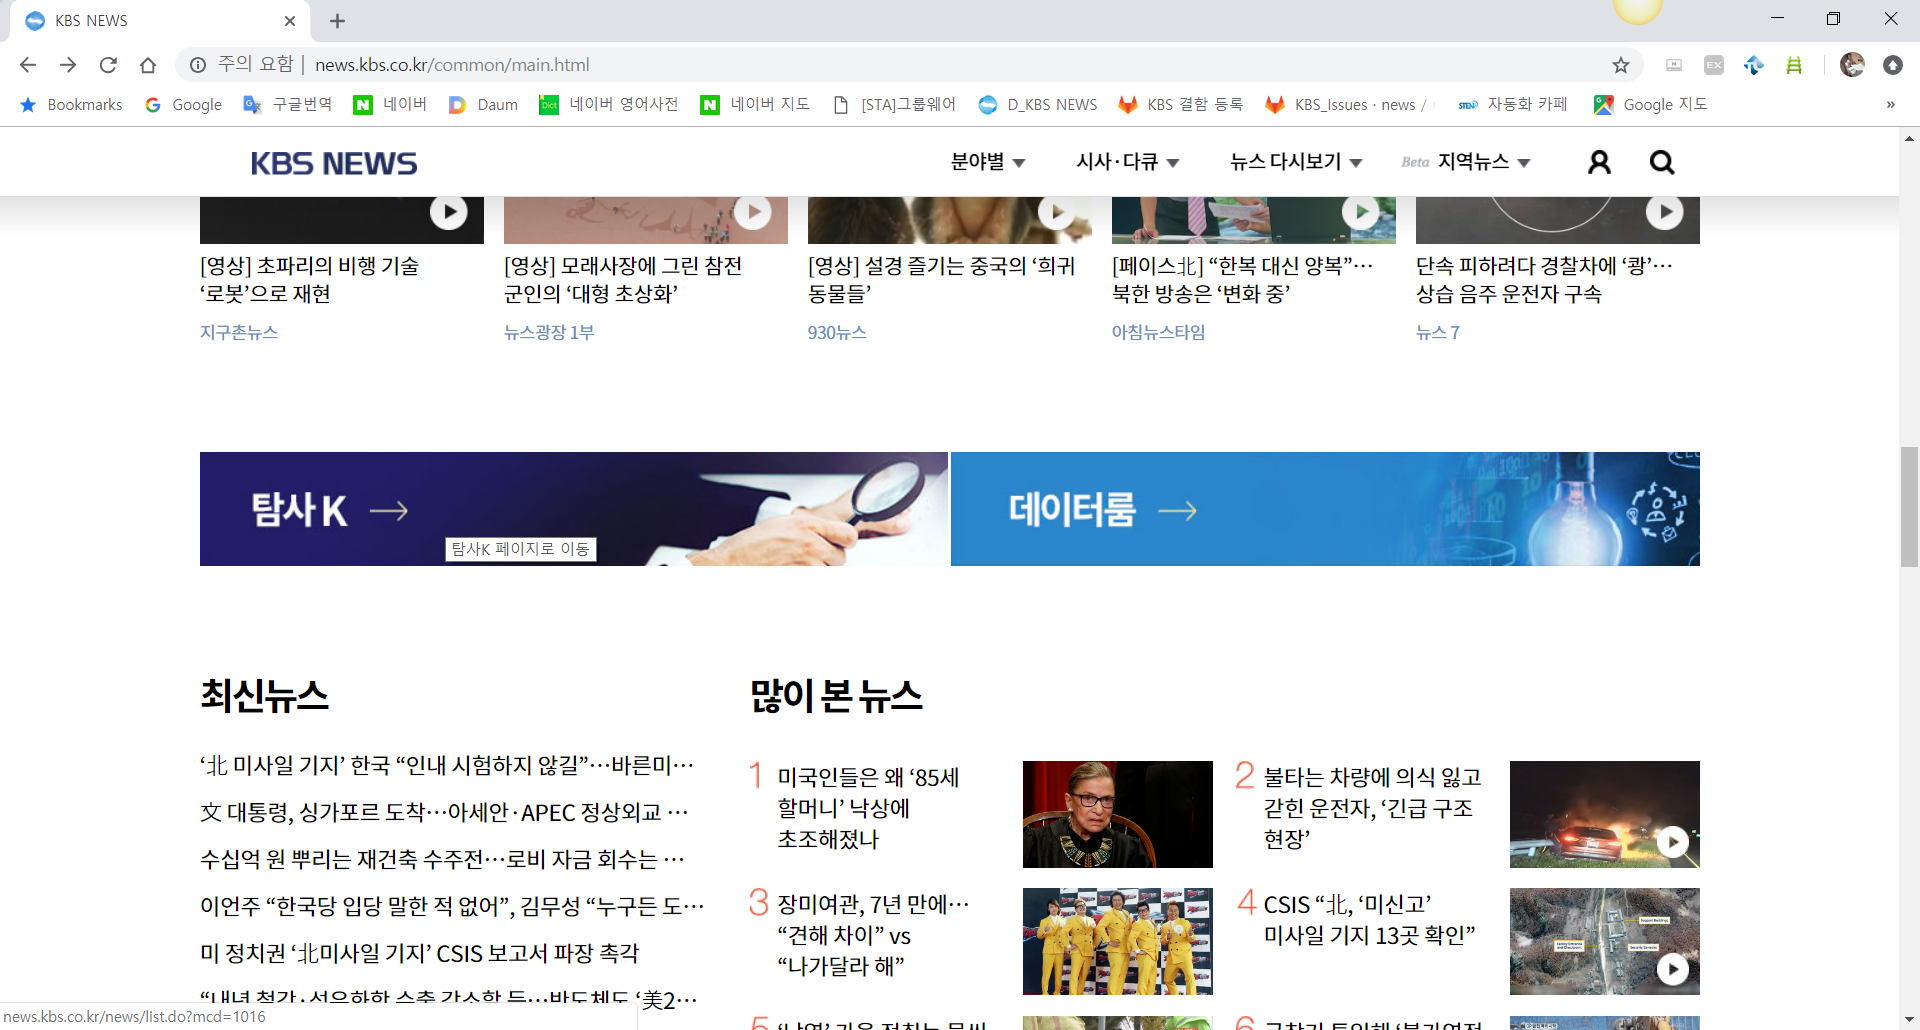 KBS NEWS
주의 요함 | news.kbs.co.kr/common/main.html
Bookmarks Google 구글번역 네이버 Daum 네이버 영어사전 네이버 지도 [STA]그룹웨어 D_KBS NEWS KBS 결함 등록 KBS_Issues · news / 자동화 카페 Google 지도 »
KBS NEWS 분야별 시사·다큐 뉴스 다시보기 Beta 지역뉴스
[영상] 초파리의 비행 기술
‘로봇’으로 재현
지구촌뉴스
[영상] 모래사장에 그린 참전
군인의 ‘대형 초상화’
뉴스광장 1부
[영상] 설경 즐기는 중국의 ‘희귀
동물들’
930뉴스
[페이스北] “한복 대신 양복”…
북한 방송은 ‘변화 중’
아침뉴스타임
단속 피하려다 경찰차에 ‘쾅’…
상습 음주 운전자 구속
뉴스 7
탐사 K →
탐사K 페이지로 이동
데이터룸 →
최신뉴스
‘北 미사일 기지’ 한국 “인내 시험하지 않길”…바른미…
文 대통령, 싱가포르 도착…아세안·APEC 정상외교 …
수십억 원 뿌리는 재건축 수주전…로비 자금 회수는 …
이언주 “한국당 입당 말한 적 없어”, 김무성 “누구든 도…
미 정치권 ‘北미사일 기지’ CSIS 보고서 파장 촉각
많이 본 뉴스
1 미국인들은 왜 ‘85세
할머니’ 낙상에
초조해졌나
2 불타는 차량에 의식 잃고
갇힌 운전자, ‘긴급 구조
현장’
3 장미여관, 7년 만에…
“견해 차이” vs
“나가달라 해”
4 CSIS “北, ‘미신고’
미사일 기지 13곳 확인”
news.kbs.co.kr/news/list.do?mcd=1016